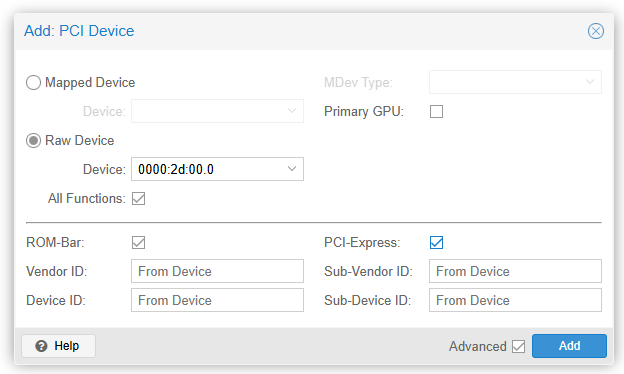 Add: PCI Device
Mapped Device
MDev Type:
Device:
Primary GPU:
Raw Device
Device: 0000:2d:00.0
All Functions:
ROM-Bar:
PCI-Express:
Vendor ID: From Device
Sub-Vendor ID: From Device
Device ID: From Device
Sub-Device ID: From Device
Help
Advanced
Add